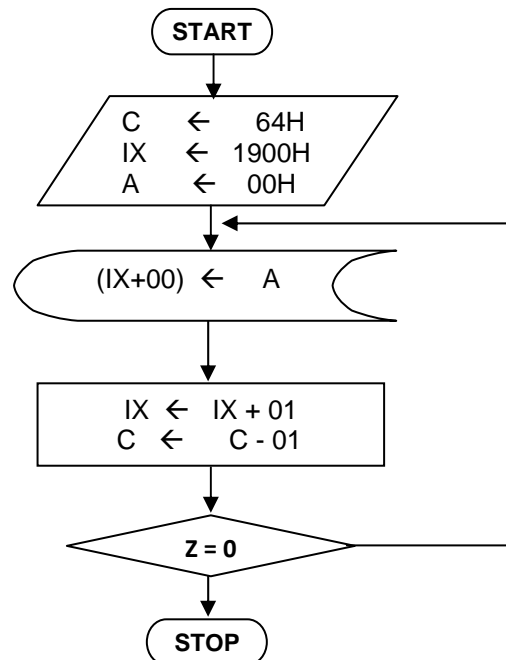 START
C ← 64H
IX ← 1900H
A ← 00H
(IX+00) ← A
IX ← IX + 01
C ← C - 01
Z = 0
STOP